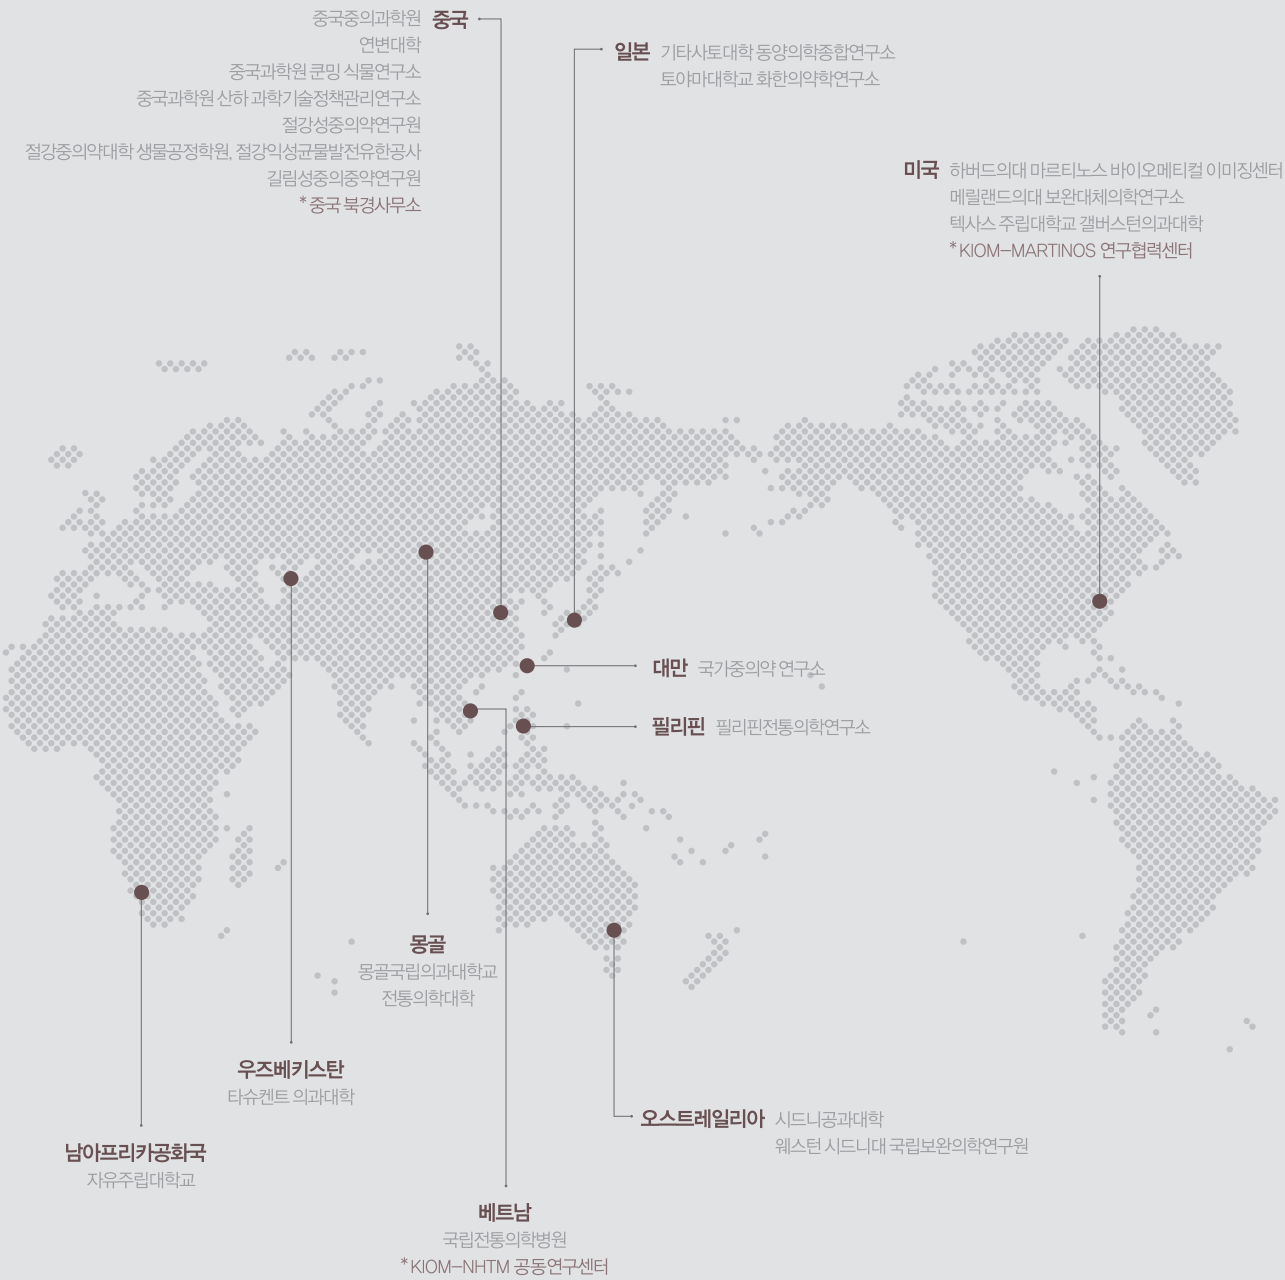 중국
중국중의과학원
연변대학
중국과학원 쿤밍 식물연구소
중국과학원 산하 과학기술정책관리연구소
절강성중의약연구원
절강중의약대학 생물공정학원, 절강익성균물발전유한공사
길림성중의중약연구원
* 중국 북경사무소
일본 기타사토대학 동양의학종합연구소
토야마대학교 화한의약학연구소
미국 하버드의대 마르티노스 바이오메티컬 이미징센터
메릴랜드의대 보완대체의학연구소
텍사스 주립대학교 갤버스턴의과대학
* KIOM-MARTINOS 연구협력센터
대만 국가중의약 연구소
필리핀 필리핀전통의학연구소
몽골
몽골국립의과대학교
전통의학대학
우즈베키스탄
타슈켄트 의과대학
오스트레일리아 시드니공과대학
웨스턴 시드니대 국립보완의학연구원
남아프리카공화국
자유주립대학교
베트남
국립전통의학병원
* KIOM-NHTM 공동연구센터